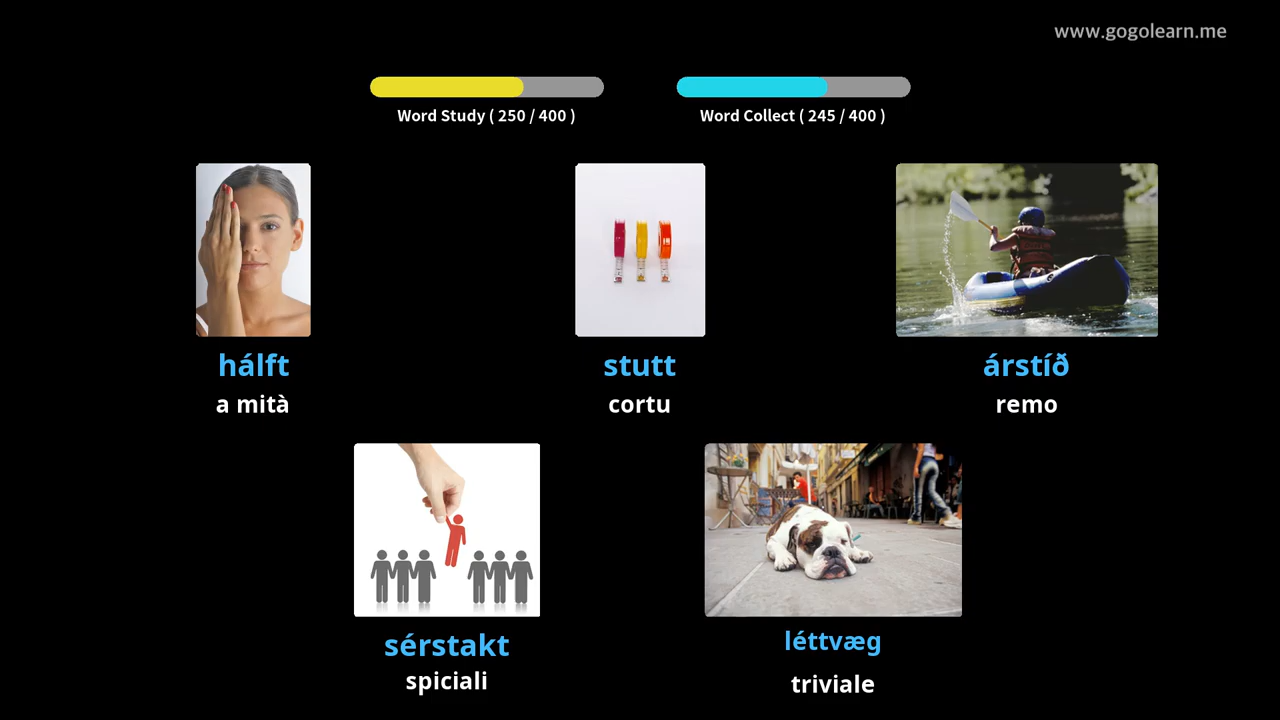 www.gogolearn.me
Word Study ( 250 / 400 )
Word Collect ( 245 / 400 )
hálft
a mità
stutt
cortu
árstíð
remo
sérstakt
spiciali
léttvæg
triviale